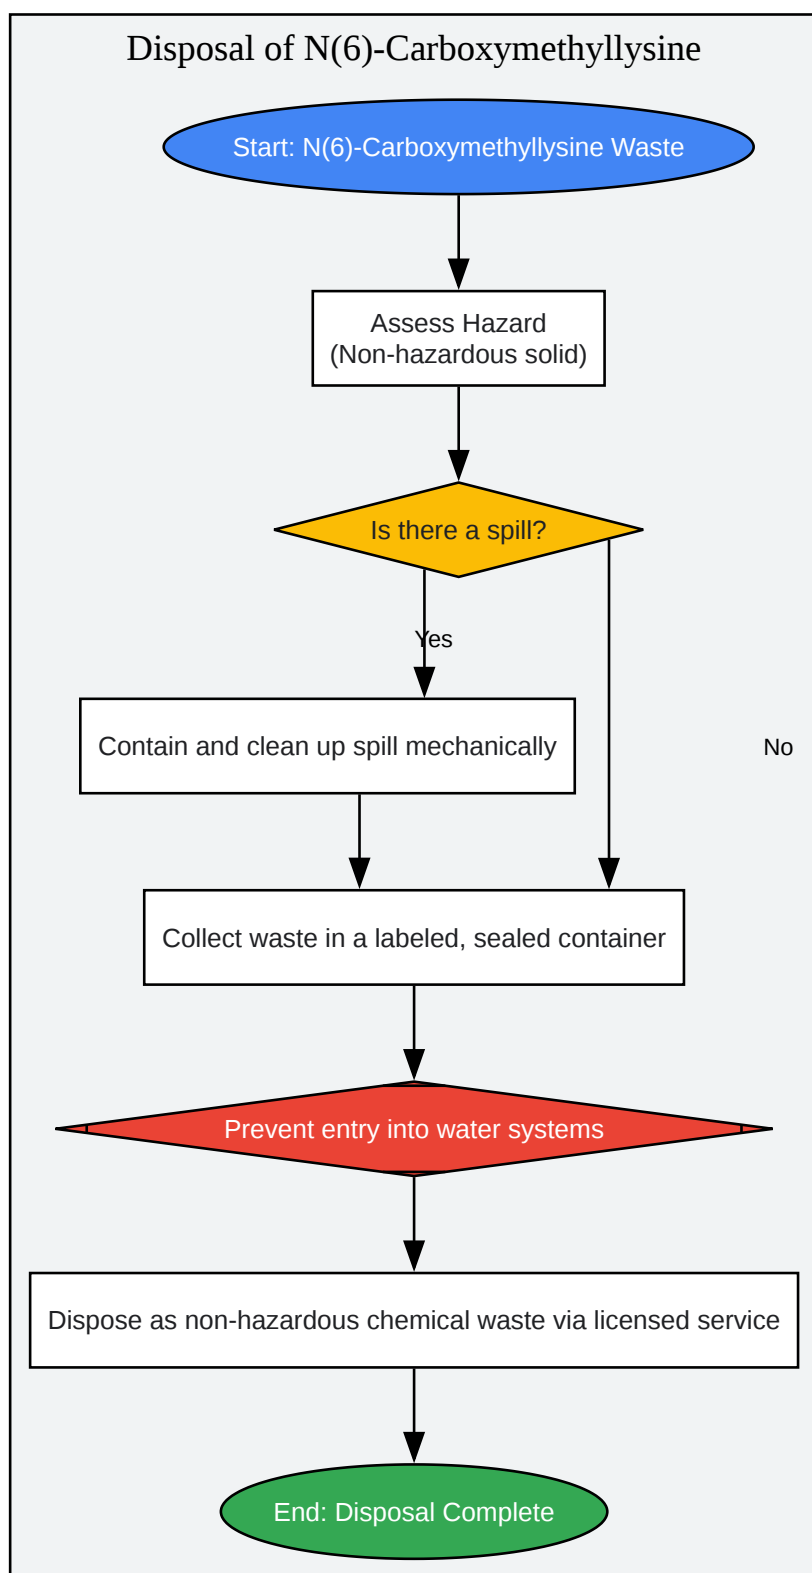 Disposal of N(6)-Carboxymethyllysine
Start: N(6)-Carboxymethyllysine Waste
Assess Hazard
(Non-hazardous solid)
Is there a spill?
Yes
Contain and clean up spill mechanically
No
Collect waste in a labeled, sealed container
Prevent entry into water systems
Dispose as non-hazardous chemical waste via licensed service
End: Disposal Complete